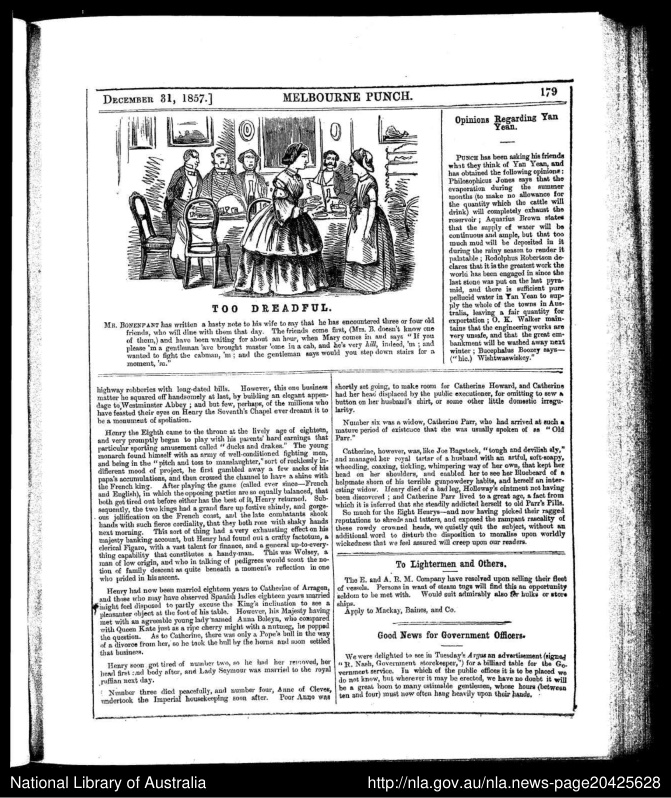 DECEMBER 31, 1857.]
MELBOURNE PUNCH.
179
TOO DREADFUL.
MR. BONENFANT has written a hasty note to his wife to say that he has encountered three or four old
friends, who will dine with them that day. The friends come first, (Mrs. B. doesn't know one
of them,) and have been waiting for about an hour, when Mary comes in and says "If you
please 'm a gentleman 'ave brought master 'ome in a cab, and he's very kill, indeed, 'm; and
wanted to fight the cabman, 'm; and the gentleman says would you step down stairs for a
moment, 'm."
Opinions Regarding Yan
Yean.
PUNCH has been asking his friends
what they think of Yan Yean, and
has obtained the following opinions:
Philosophicus Jones says that the
evaporation during the summer
months (to make no allowance for
the quantity which the cattle will
drink) will completely exhaust the
reservoir; Aquarius Brown states
that the supply of water will be
continuous and ample, but that too
much mud will be deposited in it
during the rainy season to render it
palatable; Rodolphus Robertson de-
clares that it is the greatest work the
world has been engaged in since the
last stone was put on the last pyra-
mid, and there is sufficient pure
pellucid water in Yan Yean to sup-
ply the whole of the towns in Aus-
tralia, leaving a fair quantity for
exportation; O. K. Walker main-
tains that the engineering works are
very unsafe, and that the great em-
bankment will be washed away next
winter; Bucephalus Boozey says—
("hic.) Wishtwaswiskey."
highway robberies with long-dated bills. However, this one business
matter he squared off handsomely at last, by building an elegant appen-
dage to Westminster Abbey; and but few, perhaps, of the millions who
have feasted their eyes on Henry the Seventh's Chapel ever dreamt it to
be a monument of spoliation.
Henry the Eighth came to the throne at the lively age of eighteen,
and very promptly began to play with his parents' hard earnings that
particular sporting amusement called "ducks and drakes." The young
monarch found himself with an army of well-conditioned fighting men,
and being in the "pitch and toss to manslaughter," sort of recklessly in-
different mood of project, he first gambled away a few sacks of his
papa's accumulations, and then crossed the channel to have a shine with
the French king. After playing the game (called ever since—French
and English), in which the opposing parties are so equally balanced, that
both got tired out before either has the best of it, Henry returned. Sub-
sequently, the two kings had a grand flare up festive shindy, and gorge-
ous jollification on the French coast, and the late combatants shook
hands with such fierce cordiality, that they both rose with shaky hands
next morning. This sort of thing had a very exhausting effect on his
majesty banking account, but Henry had found out a crafty factotum, a
clerical Figaro, with a vast talent for finance, and a general up-to-every-
thing capability that constitutes a handy-man. This was Wolsey, a
man of low origin, and who in talking of pedigrees would scout the no-
tion of family descent as quite beneath a moment's reflection in one
who prided in his ascent.
Henry had now been married eighteen years to Catherine of Arragon,
and those who may have observed Spanish ladies eighteen years married
might feel disposed to partly excuse the King's inclination to see a
pleasanter object at the foot of his table. However, his Majesty having
met with an agreeable young lady named Anna Boleyn, who compared
with Queen Kate just as a ripe cherry might with a nutmeg, he popped
the question. As to Catherine, there was only a Pope's bull in the way
of a divorce from her, so he took the bull by the horns and soon settled
that business.
Henry soon got tired of number two, so he had her removed, her
head first and body after, and Lady Seymour was married to the royal
ruffian next day.
Number three died peacefully, and number four, Anne of Cleves,
undertook the Imperial housekeeping soon after. Poor Anne was
shortly set going, to make room for Catherine Howard, and Catherine
had her head displaced by the public executioner, for omitting to sew a
button on her husband's shirt, or some other little domestic irregu-
larity.
Number six was a widow, Catherine Parr, who had arrived at such a
mature period of existence that she was usually spoken of as "Old
Parr."
Catherine, however, was, like Joe Bagstock, "tough and devilish sly,"
and managed her royal tartar of a husband with an artful, soft-soapy,
wheedling, coaxing, tickling, whimpering way of her own, that kept her
head on her shoulders, and enabled her to see her Bluebeard of a
helpmate shorn of his terrible gunpowdery habits, and herself an inter-
esting widow. Henry died of a bad leg, Holloway's ointment not having
been discovered; and Catherine Parr lived to a great age, a fact from
which it is inferred that she steadily addicted herself to old Parr's Pills.
So much for the Eight Henrys—and now having picked their ragged
reputations to shreds and tatters, and exposed the rampant rascality of
these rowdy crowned heads, we quietly quit the subject, without an
additional word to disturb the disposition to moralise upon worldly
wickedness that we feel assured will creep upon our readers.
To Lightermen and Others.
The E. and A. R. M. Company have resolved upon selling their fleet
of vessels. Persons in want of steam tugs will find this an opportunity
seldom to be met with. Would suit admirably also for hulks or store
ships.
Apply to Mackay, Baines, and Co.
Good News for Government Officers.
We were delighted to see in Tuesday's Argus an advertisement (signed
"R. Nash, Government storekeeper,") for a billiard table for the Go-
vernment service. In which of the public offices it is to be placed we
do not know, but wherever it may be erected, we have no doubt it will
be a great boon to many estimable gentlemen, whose hours (between
ten and four) must now often hang heavily upon their hands.
National Library of Australia
http://nla.gov.au/nla.news-page20425628